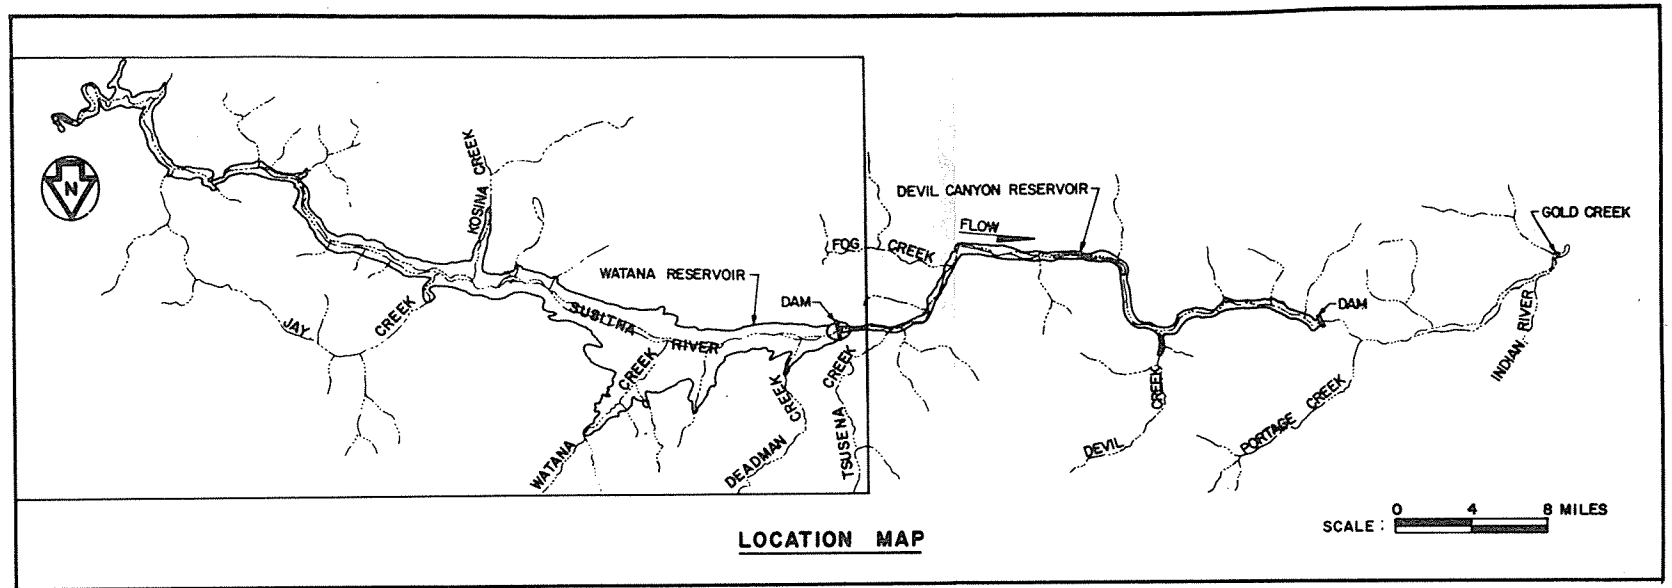 N
KOSINA CREEK
DEVIL CANYON RESERVOIR
GOLD CREEK
FLOW
FOG CREEK
WATANA RESERVOIR
DAM
DAM
SUSITNA RIVER
JAY CREEK
INDIAN RIVER
WATANA CREEK
DEADMAN CREEK
TSUSENA CREEK
DEVIL CREEK
PORTAGE CREEK
0 4 8 MILES
SCALE :
LOCATION MAP